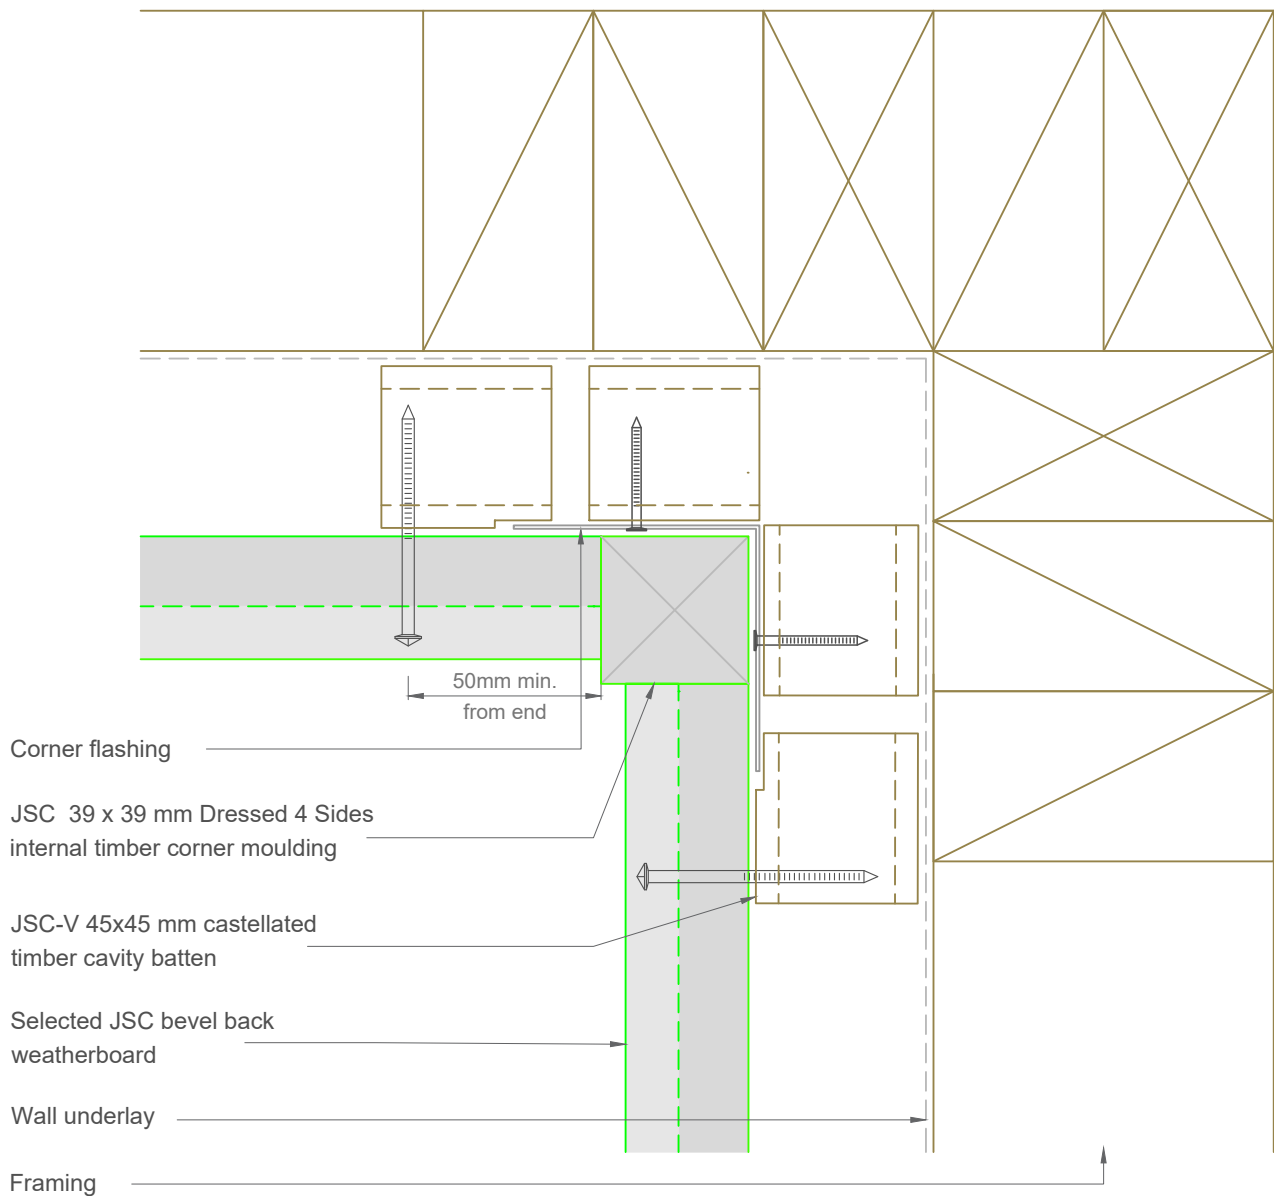 50mm min.
from end
Corner flashing
JSC 39 x 39 mm Dressed 4 Sides
internal timber corner moulding
JSC-V 45x45 mm castellated
timber cavity batten
Selected JSC bevel back
weatherboard
Wall underlay
Framing